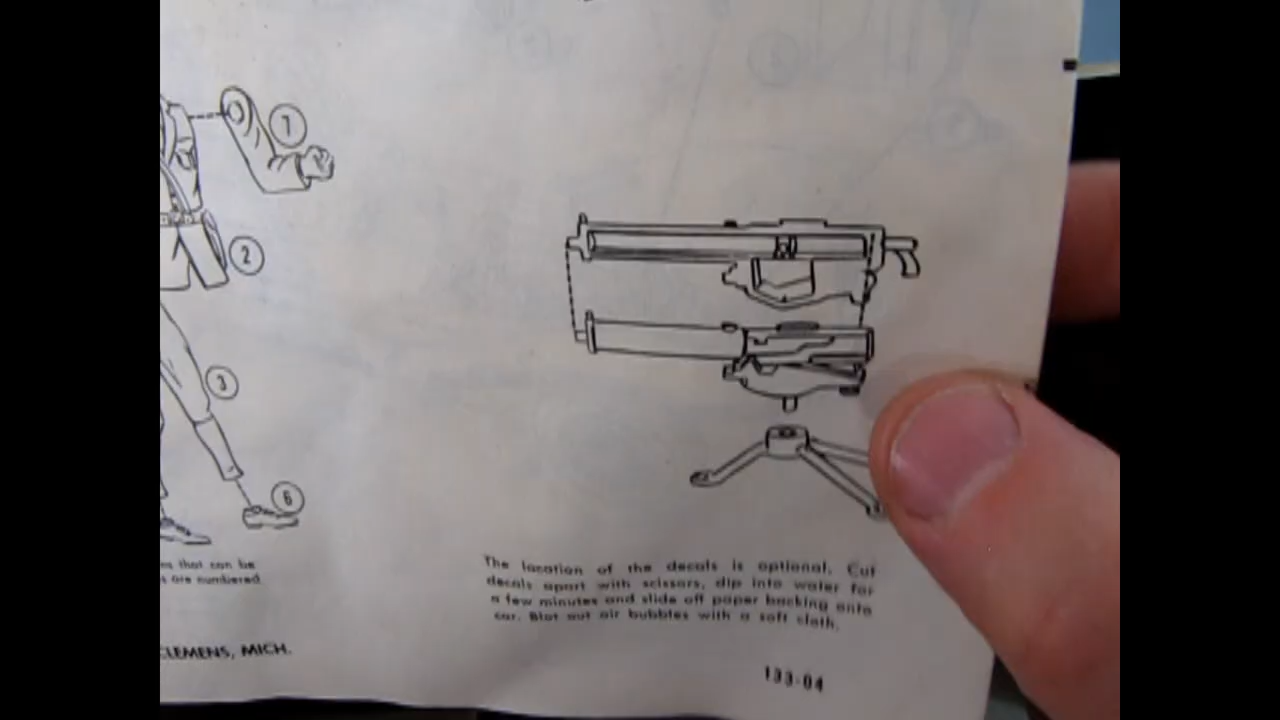 1
2
3
6
ms that can be
s are numbered
CLEMENS, MICH.
The location of the decals is optional. Cut
decals apart with scissors, dip into water for
a few minutes and slide off paper backing onto
car. Blot out air bubbles with a soft cloth.
133-04